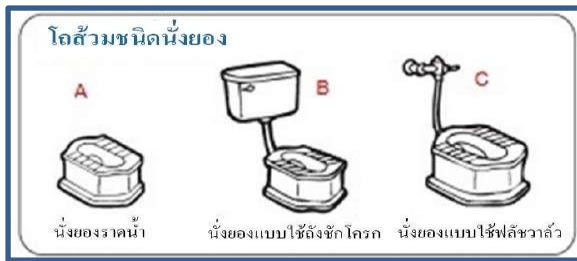 โถส้วมชนิดนั่งยอง
A
B
C
นั่งยองราดน้ำ
นั่งยองแบบใช้ถังชักโครก
นั่งยองแบบใช้ฟลัชวาล์ว